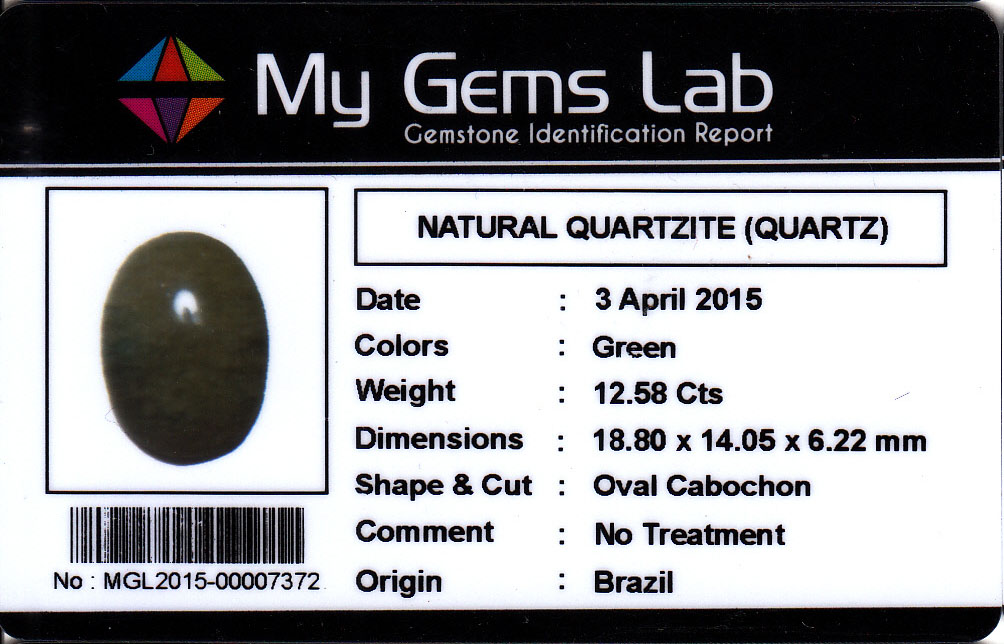 My Gems Lab
Gemstone Identification Report
NATURAL QUARTZITE (QUARTZ)
Date : 3 April 2015
Colors : Green
Weight : 12.58 Cts
Dimensions : 18.80 x 14.05 x 6.22 mm
Shape & Cut : Oval Cabochon
Comment : No Treatment
Origin : Brazil
No : MGL2015-00007372